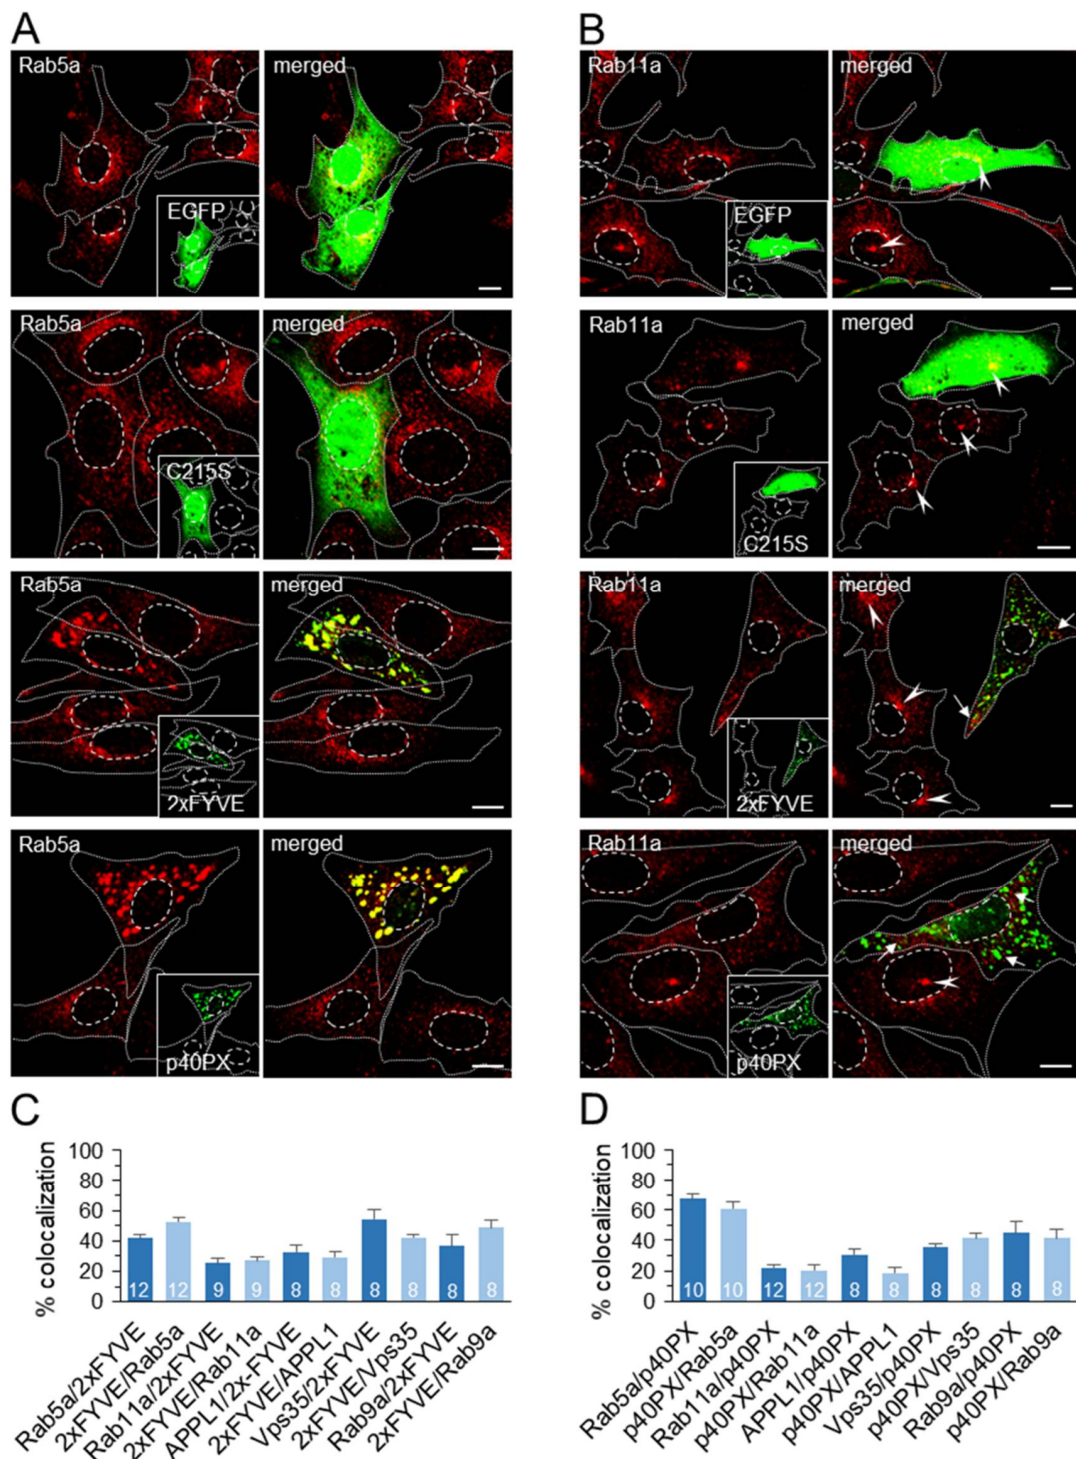 A
B
Rab5a
merged
EGFP
Rab11a
merged
EGFP
Rab5a
merged
C215S
Rab11a
merged
C215S
Rab5a
merged
2xFYVE
Rab11a
merged
2xFYVE
Rab5a
merged
p40PX
Rab11a
merged
p40PX
C
% colocalization
100
80
60
40
20
0
12
12
9
9
8
8
8
8
8
8
Rab5a/2xFYVE
2xFYVE/Rab5a
Rab11a/2xFYVE
2xFYVE/Rab11a
APPL1/2x-FYVE
2xFYVE/APPL1
Vps35/2xFYVE
2xFYVE/Vps35
Rab9a/2xFYVE
2xFYVE/Rab9a
D
% colocalization
100
80
60
40
20
0
10
10
12
12
8
8
8
8
8
8
Rab5a/p40PX
p40PX/Rab5a
Rab11a/p40PX
p40PX/Rab11a
APPL1/p40PX
p40PX/APPL1
Vps35/p40PX
p40PX/Vps35
Rab9a/p40PX
p40PX/Rab9a